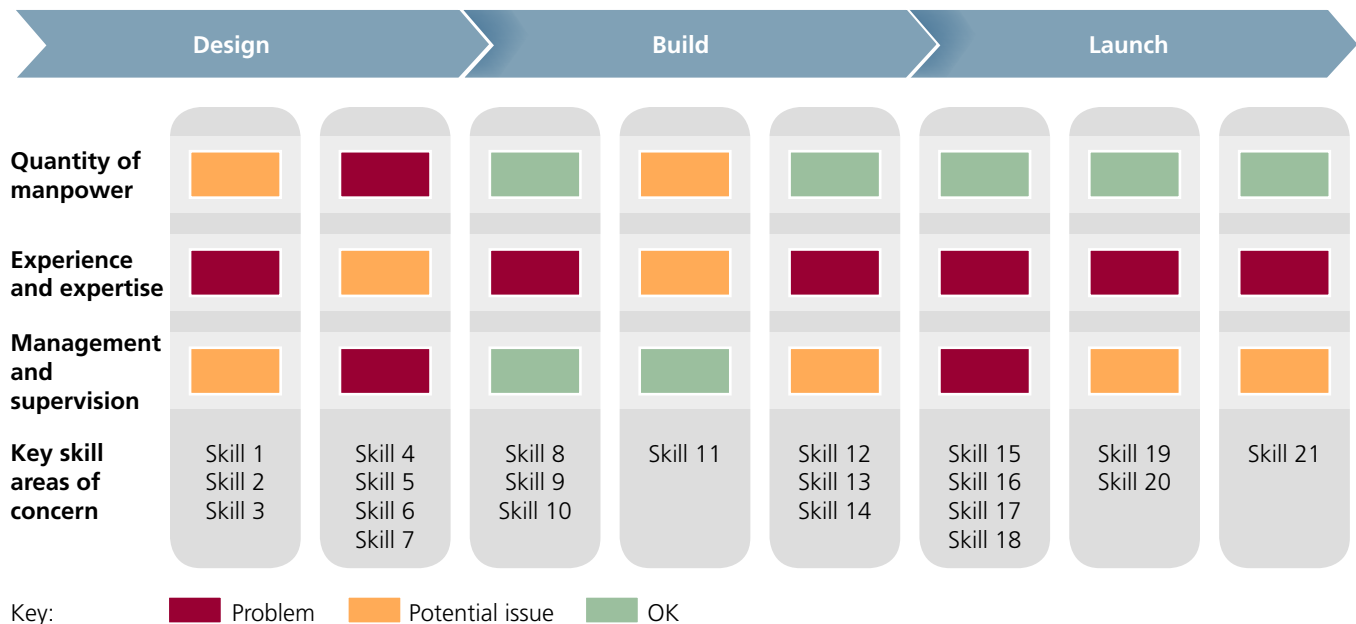 Design
Build
Launch
Quantity of
manpower
Experience
and expertise
Management
and
supervision
Key skill
areas of
concern
Skill 1
Skill 2
Skill 3
Skill 4
Skill 5
Skill 6
Skill 7
Skill 8
Skill 9
Skill 10
Skill 11
Skill 12
Skill 13
Skill 14
Skill 15
Skill 16
Skill 17
Skill 18
Skill 19
Skill 20
Skill 21
Key:
Problem
Potential issue
OK